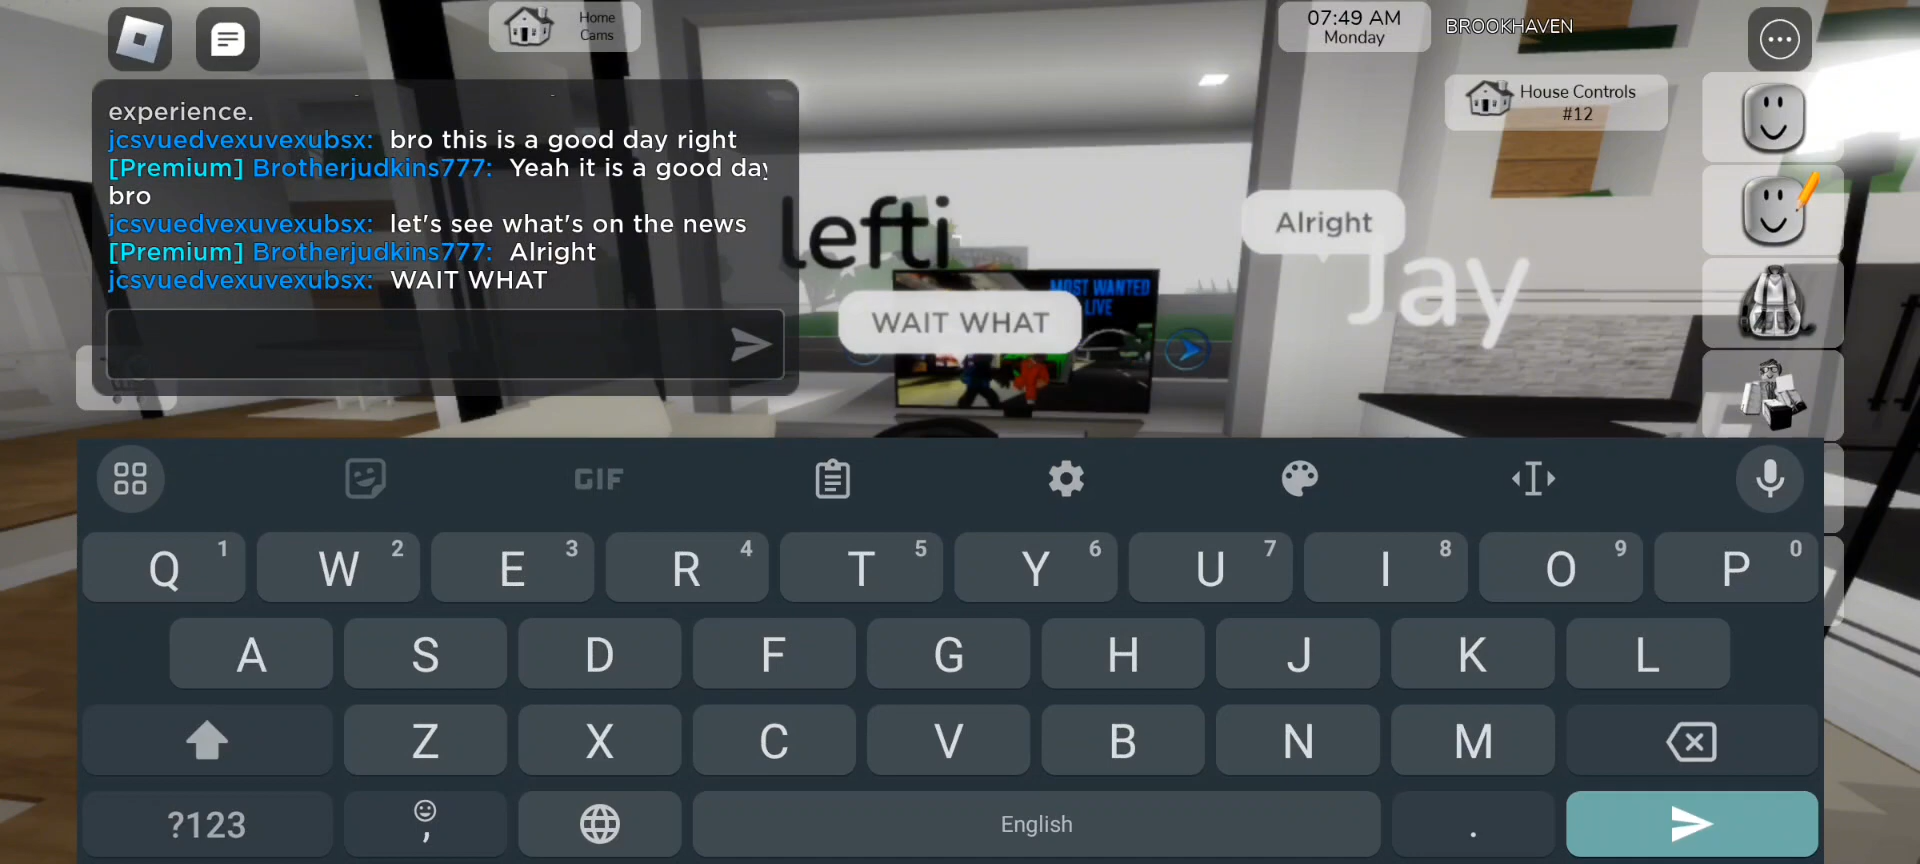 Home
Cams
07:49 AM
Monday
BROOKHAVEN
House Controls
#12
experience.
jcsvuedvexuvexubsx: bro this is a good day right
[Premium] Brotherjudkins777: Yeah it is a good day
bro
jcsvuedvexuvexubsx: let's see what's on the news
[Premium] Brotherjudkins777: Alright
jcsvuedvexuvexubsx: WAIT WHAT
lefti
Alright
Jay
MOST WANTED
LIVE
WAIT WHAT
GIF
Q 1 W 2 E 3 R 4 T 5 Y 6 U 7 I 8 O 9 P 0
A S D F G H J K L
Z X C V B N M
?123 , English .